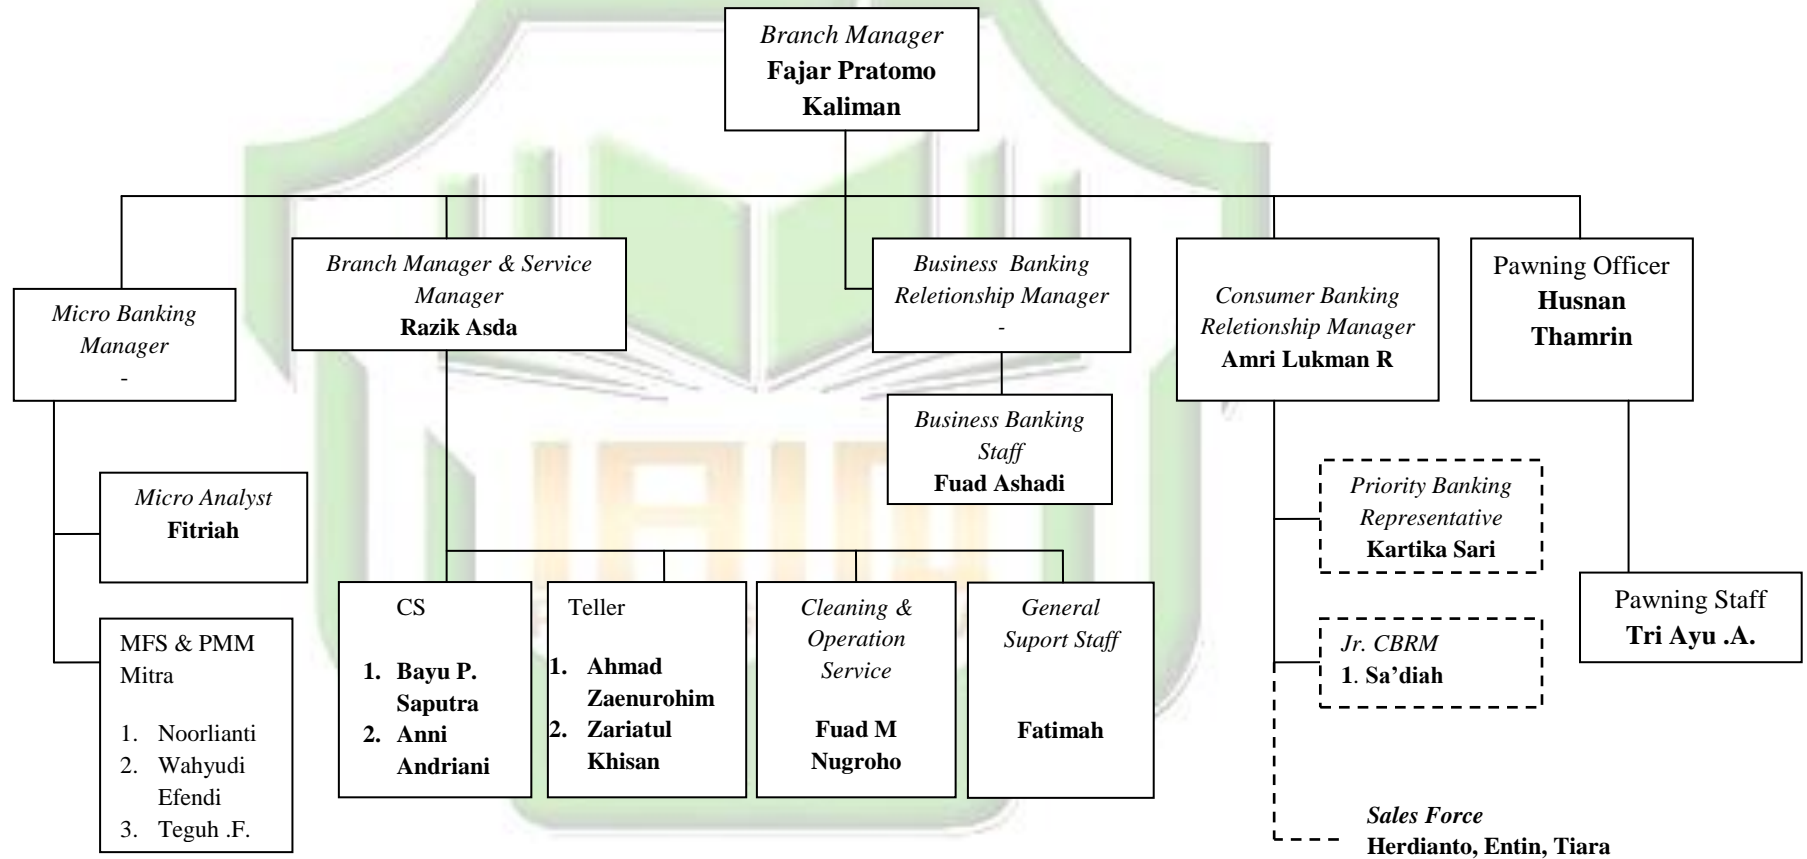 Branch Manager
Fajar Pratomo
Kaliman
Micro Banking
Manager
-
Branch Manager & Service
Manager
Razik Asda
Business Banking
Reletionship Manager
-
Consumer Banking
Reletionship Manager
Amri Lukman R
Pawning Officer
Husnan
Thamrin
Business Banking
Staff
Fuad Ashadi
Micro Analyst
Fitriah
Priority Banking
Representative
Kartika Sari
Pawning Staff
Tri Ayu .A.
MFS & PMM
Mitra
1. Noorlianti
2. Wahyudi
Efendi
3. Teguh .F.
CS
1. Bayu P.
Saputra
2. Anni
Andriani
Teller
1. Ahmad
Zaenurohim
2. Zariatul
Khisan
Cleaning &
Operation
Service
Fuad M
Nugroho
General
Suport Staff
Fatimah
Jr. CBRM
1. Sa’diah
Sales Force
Herdianto, Entin, Tiara
IAIN